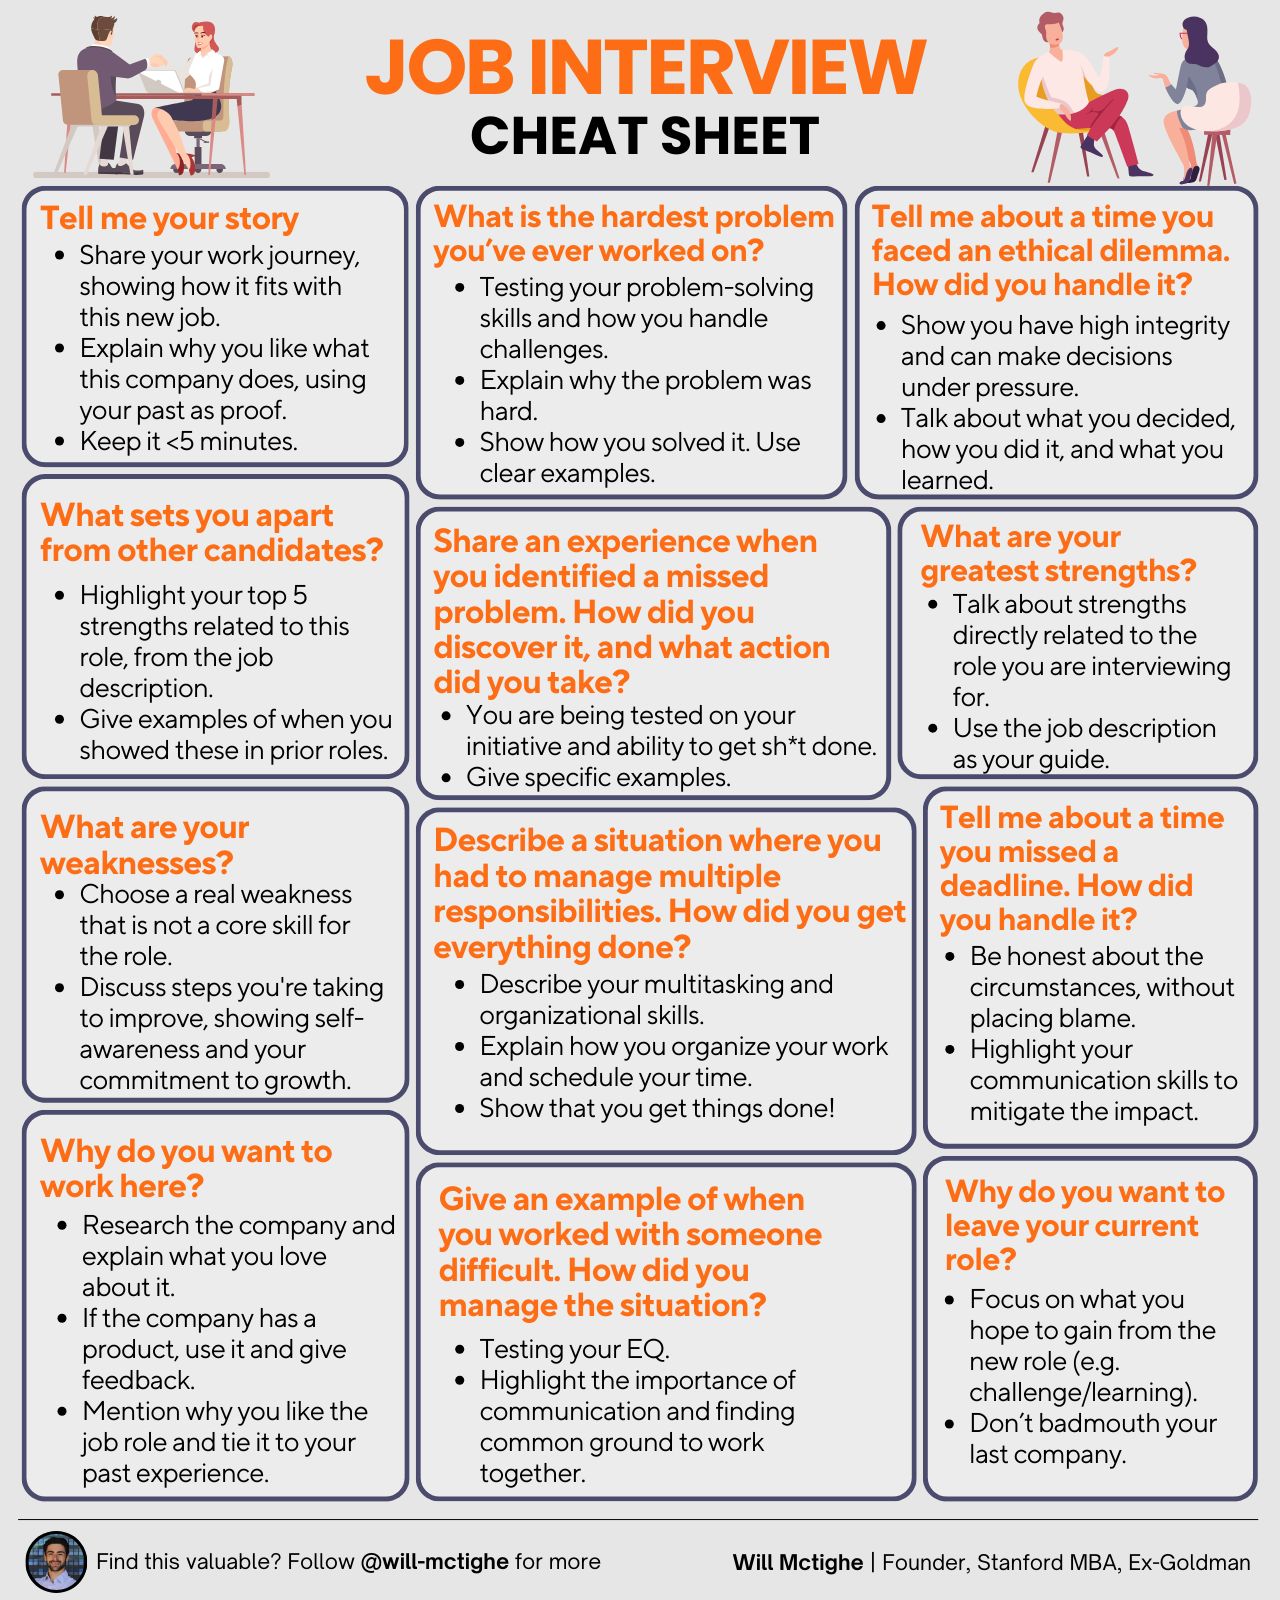 JOB INTERVIEW
CHEAT SHEET
Tell me your story
• Share your work journey,
showing how it fits with
this new job.
• Explain why you like what
this company does, using
your past as proof.
• Keep it <5 minutes.
What is the hardest problem
you’ve ever worked on?
• Testing your problem-solving
skills and how you handle
challenges.
• Explain why the problem was
hard.
• Show how you solved it. Use
clear examples.
Tell me about a time you
faced an ethical dilemma.
How did you handle it?
• Show you have high integrity
and can make decisions
under pressure.
• Talk about what you decided,
how you did it, and what you
learned.
What sets you apart
from other candidates?
• Highlight your top 5
strengths related to this
role, from the job
description.
• Give examples of when you
showed these in prior roles.
Share an experience when
you identified a missed
problem. How did you
discover it, and what action
did you take?
• You are being tested on your
initiative and ability to get sh*t done.
• Give specific examples.
What are your
greatest strengths?
• Talk about strengths
directly related to the
role you are interviewing
for.
• Use the job description
as your guide.
What are your
weaknesses?
• Choose a real weakness
that is not a core skill for
the role.
• Discuss steps you're taking
to improve, showing self-
awareness and your
commitment to growth.
Describe a situation where you
had to manage multiple
responsibilities. How did you get
everything done?
• Describe your multitasking and
organizational skills.
• Explain how you organize your work
and schedule your time.
• Show that you get things done!
Tell me about a time
you missed a
deadline. How did
you handle it?
• Be honest about the
circumstances, without
placing blame.
• Highlight your
communication skills to
mitigate the impact.
Why do you want to
work here?
• Research the company and
explain what you love
about it.
• If the company has a
product, use it and give
feedback.
• Mention why you like the
job role and tie it to your
past experience.
Give an example of when
you worked with someone
difficult. How did you
manage the situation?
• Testing your EQ.
• Highlight the importance of
communication and finding
common ground to work
together.
Why do you want to
leave your current
role?
• Focus on what you
hope to gain from the
new role (e.g.
challenge/learning).
• Don’t badmouth your
last company.
Find this valuable? Follow @will-mctighe for more
Will Mctighe | Founder, Stanford MBA, Ex-Goldman